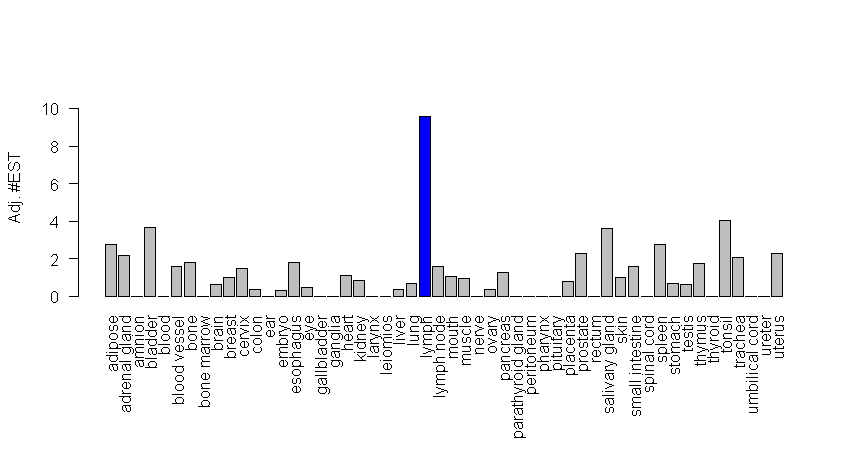 Adj. #EST
10
8
6
4
2
0
adipose
adrenal gland
amnion
bladder
blood
blood vessel
bone
bone marrow
brain
breast
cervix
colon
ear
embryo
esophagus
eye
gallbladder
ganglia
heart
kidney
larynx
leiomios
liver
lung
lymph
lymph node
mouth
muscle
nerve
ovary
pancreas
parathyroid gland
peritoneum
pharynx
pituitary
placenta
prostate
rectum
salivary gland
skin
small intestine
spinal cord
spleen
stomach
testis
thymus
thyroid
tonsil
trachea
umbilical cord
ureter
uterus